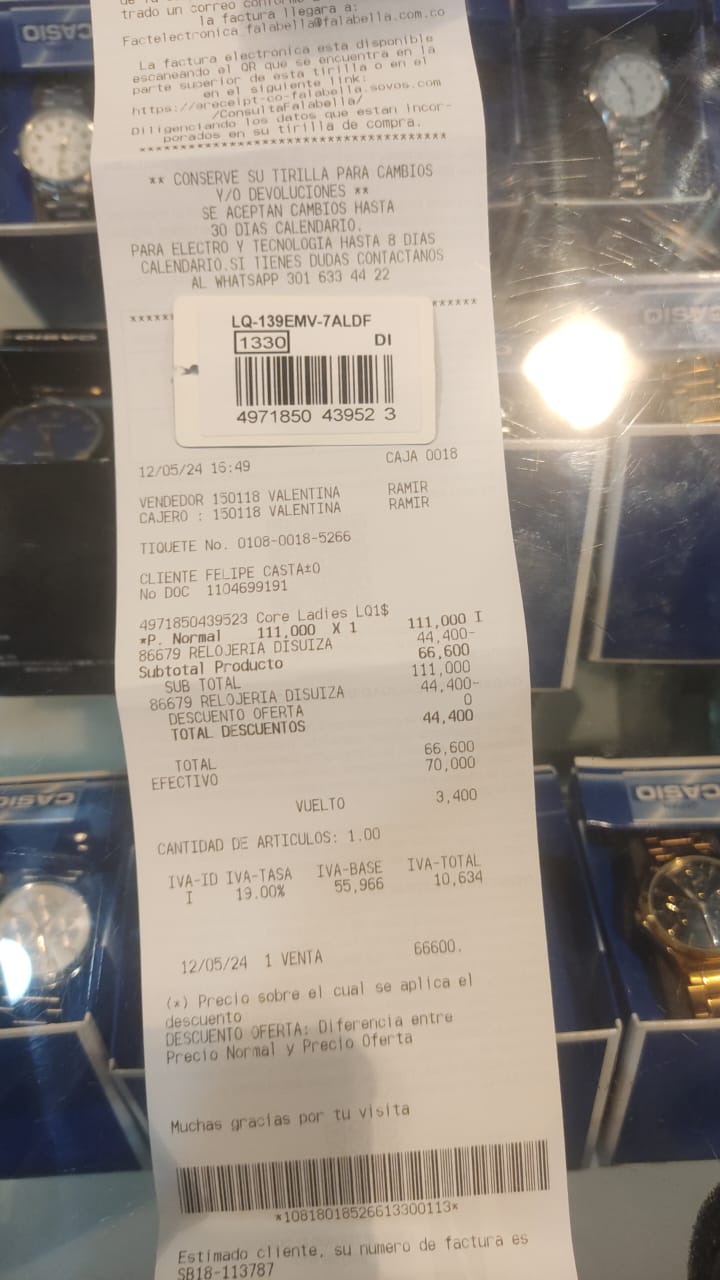 trado un correo
la factura llegara a:
Factelectronica_falabella@falabella.com.co
La factura electronica esta disponible
escaneando el QR que se encuentra en la
parte superior de esta tirilla o en el
en el siguiente link:
https://areceipt-co-falabella.sovos.com
/ConsultaFalabella/
Diligenciando los datos que estan incor-
porados en su tirilla de compra.
** CONSERVE SU TIRILLA PARA CAMBIOS
Y/O DEVOLUCIONES **
SE ACEPTAN CAMBIOS HASTA
30 DIAS CALENDARIO.
PARA ELECTRO Y TECNOLOGIA HASTA 8 DIAS
CALENDARIO.SI TIENES DUDAS CONTACTANOS
AL WHATSAPP 301 633 44 22
LQ-139EMV-7ALDF
1330 DI
4971850 43952 3
12/05/24 16:49 CAJA 0018
VENDEDOR 150118 VALENTINA RAMIR
CAJERO : 150118 VALENTINA RAMIR
TIQUETE No. 0108-0018-5266
CLIENTE FELIPE CASTA±O
No DOC 1104699191
4971850439523 Core Ladies LQ1$
*P. Normal 111,000 X 1 111,000 I
86679 RELOJERIA DISUIZA 44,400-
Subtotal Producto 66,600
SUB TOTAL 111,000
86679 RELOJERIA DISUIZA 44,400-
DESCUENTO OFERTA 0
TOTAL DESCUENTOS 44,400
TOTAL 66,600
EFECTIVO 70,000
VUELTO 3,400
CANTIDAD DE ARTICULOS: 1.00
IVA-ID IVA-TASA IVA-BASE IVA-TOTAL
I 19.00% 55,966 10,634
12/05/24 1 VENTA 66600.
(*) Precio sobre el cual se aplica el
descuento
DESCUENTO OFERTA: Diferencia entre
Precio Normal y Precio Oferta
Muchas gracias por tu visita
*10818018526613300113*
Estimado cliente, su numero de factura es
SB18-113787
CASIO
CASIO
CASIO
CASIO
CASIO